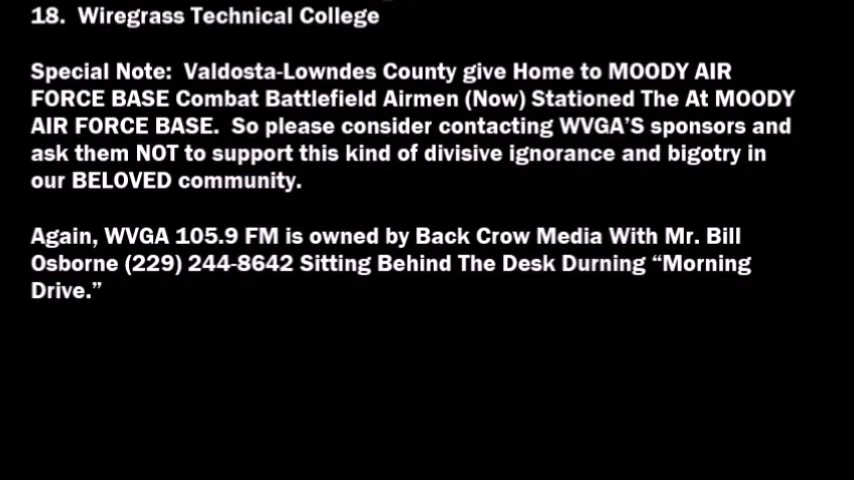 18. Wiregrass Technical College
Special Note: Valdosta-Lowndes County give Home to MOODY AIR
FORCE BASE Combat Battlefield Airmen (Now) Stationed The At MOODY
AIR FORCE BASE. So please consider contacting WVGA'S sponsors and
ask them NOT to support this kind of divisive ignorance and bigotry in
our BELOVED community.
Again, WVGA 105.9 FM is owned by Back Crow Media With Mr. Bill
Osborne (229) 244-8642 Sitting Behind The Desk Durning “Morning
Drive.”